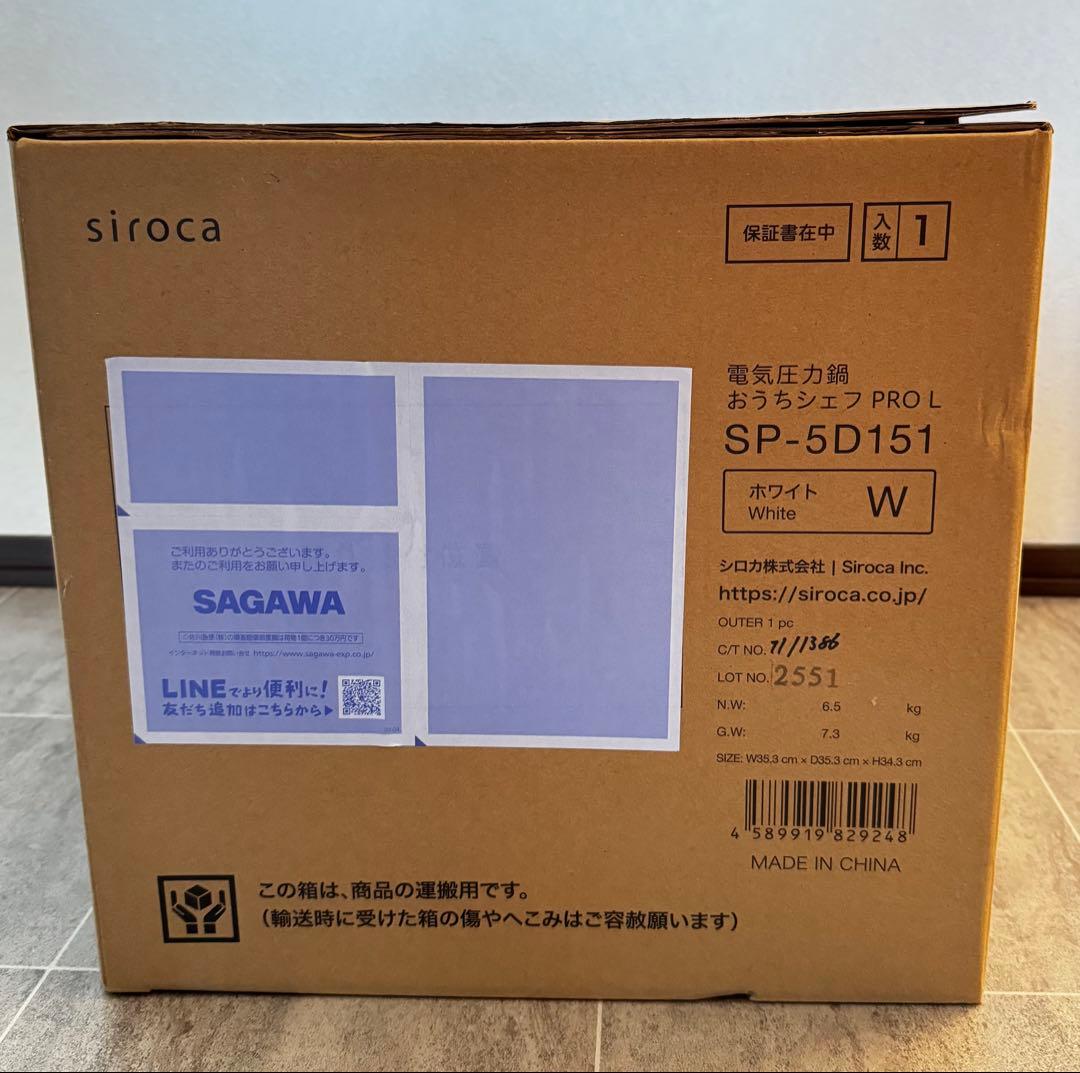 siroca
保証書在中
入数 1
電気圧力鍋
おうちシェフ PRO L
SP-5D151
ホワイト
White
W
シロカ株式会社 | Siroca Inc.
https://siroca.co.jp/
OUTER 1 pc
C/T NO. 71/1386
LOT NO. 2551
N.W: 6.5 kg
G.W: 7.3 kg
SIZE: W35.3 cm × D35.3 cm × H34.3 cm
4 589919 829248
MADE IN CHINA
ご利用ありがとうございます。
またのご利用をお願い申し上げます。
SAGAWA
インターネット問い合せ https://www.sagawa-exp.co.jp/
LINEでより便利に!
友だち追加はこちらから▶
この箱は、商品の運搬用です。
(輸送時に受けた箱の傷やへこみはご容赦願います)